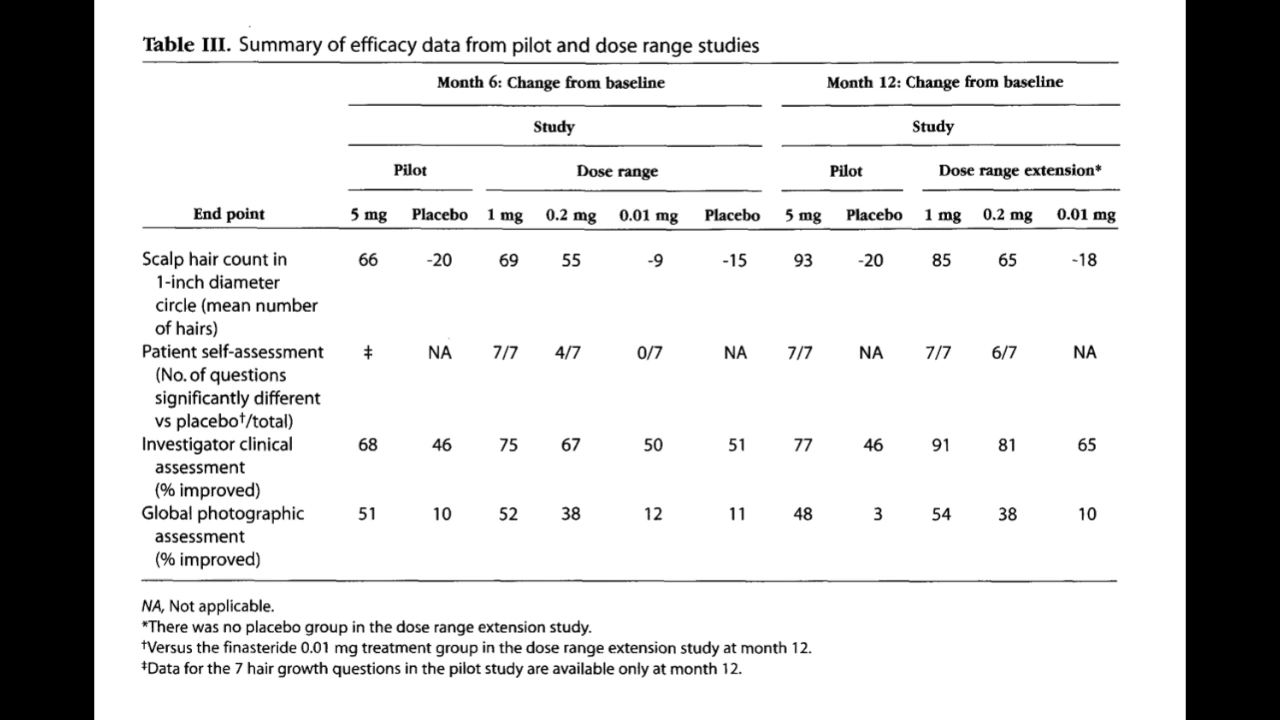 Table III. Summary of efficacy data from pilot and dose range studies
Month 6: Change from baseline Month 12: Change from baseline
Study Study
Pilot Dose range Pilot Dose range extension*
End point 5 mg Placebo 1 mg 0.2 mg 0.01 mg Placebo 5 mg Placebo 1 mg 0.2 mg 0.01 mg
Scalp hair count in 66 -20 69 55 -9 -15 93 -20 85 65 -18
1-inch diameter
circle (mean number
of hairs)
Patient self-assessment ‡ NA 7/7 4/7 0/7 NA 7/7 NA 7/7 6/7 NA
(No. of questions
significantly different
vs placebo†/total)
Investigator clinical 68 46 75 67 50 51 77 46 91 81 65
assessment
(% improved)
Global photographic 51 10 52 38 12 11 48 3 54 38 10
assessment
(% improved)
NA, Not applicable.
*There was no placebo group in the dose range extension study.
†Versus the finasteride 0.01 mg treatment group in the dose range extension study at month 12.
‡Data for the 7 hair growth questions in the pilot study are available only at month 12.